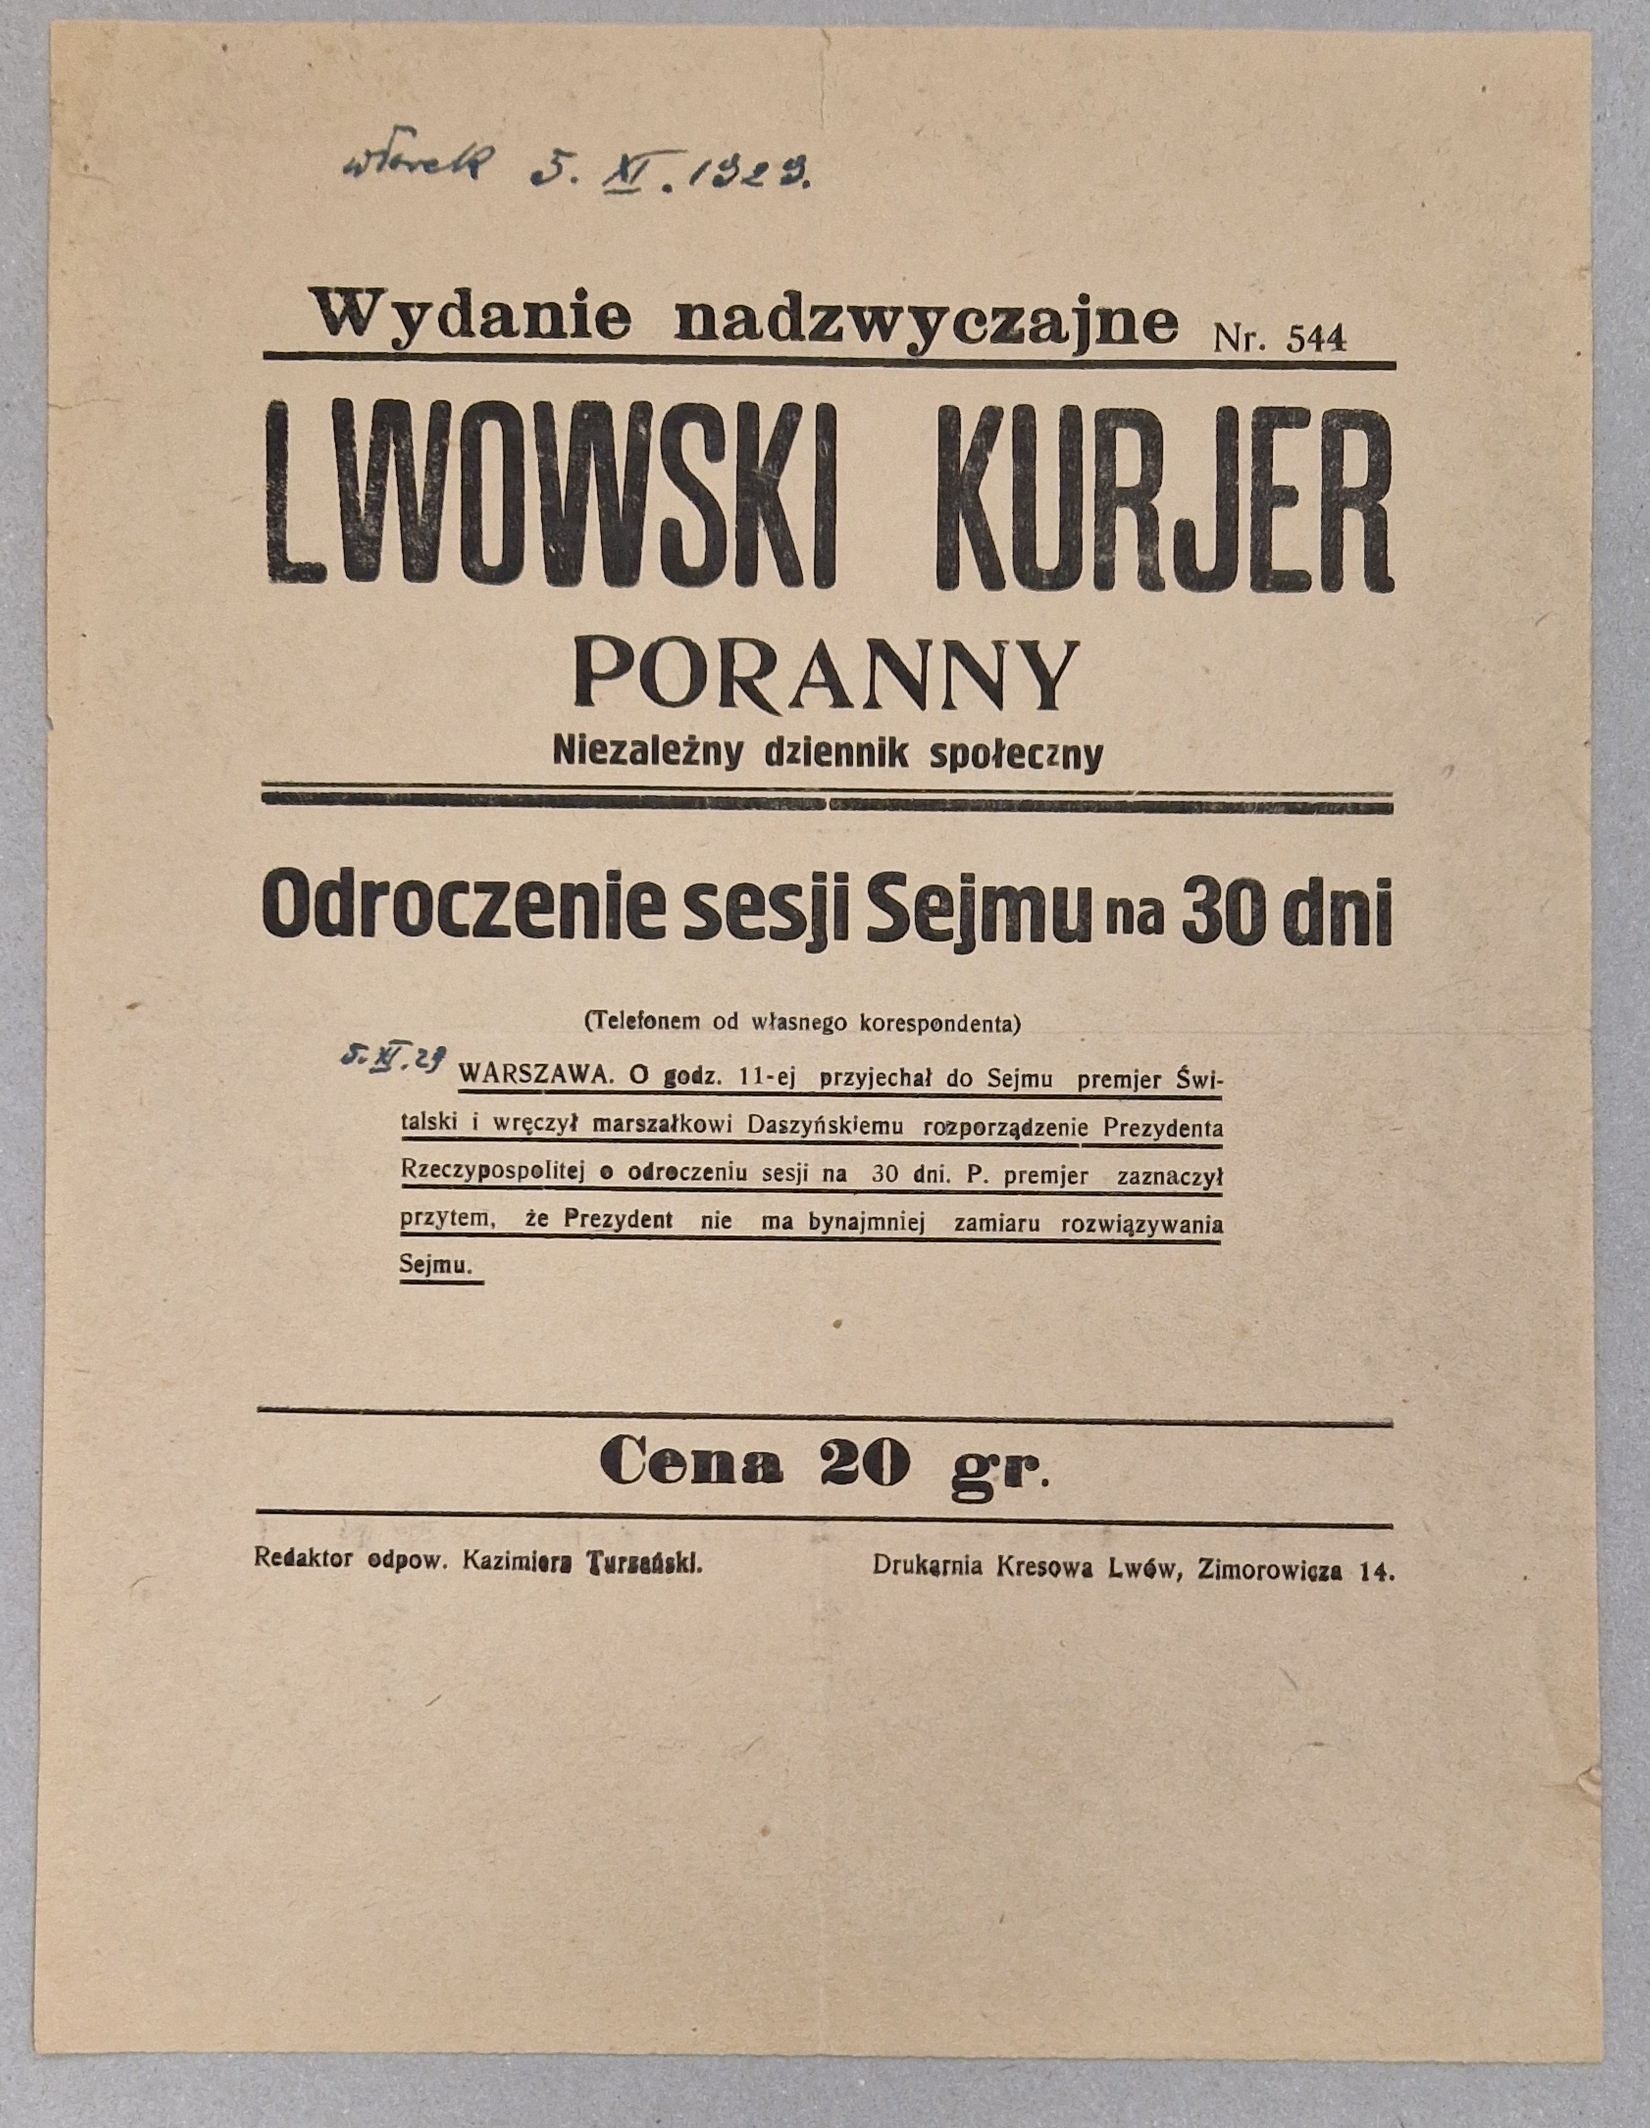 wtorek 5. XI. 1929.
Wydanie nadzwyczajne Nr. 544
LWOWSKI KURJER
PORANNY
Niezależny dziennik społeczny
Odroczenie sesji Sejmu na 30 dni
(Telefonem od własnego korespondenta)
5. XI. 29
WARSZAWA. O godz. 11-ej przyjechał do Sejmu premjer Świ-
talski i wręczył marszałkowi Daszyńskiemu rozporządzenie Prezydenta
Rzeczypospolitej o odroczeniu sesji na 30 dni. P. premjer zaznaczył
przytem, że Prezydent nie ma bynajmniej zamiaru rozwiązywania
Sejmu.
Cena 20 gr.
Redaktor odpow. Kazimiera Turzeński.
Drukarnia Kresowa Lwów, Zimorowicza 14.